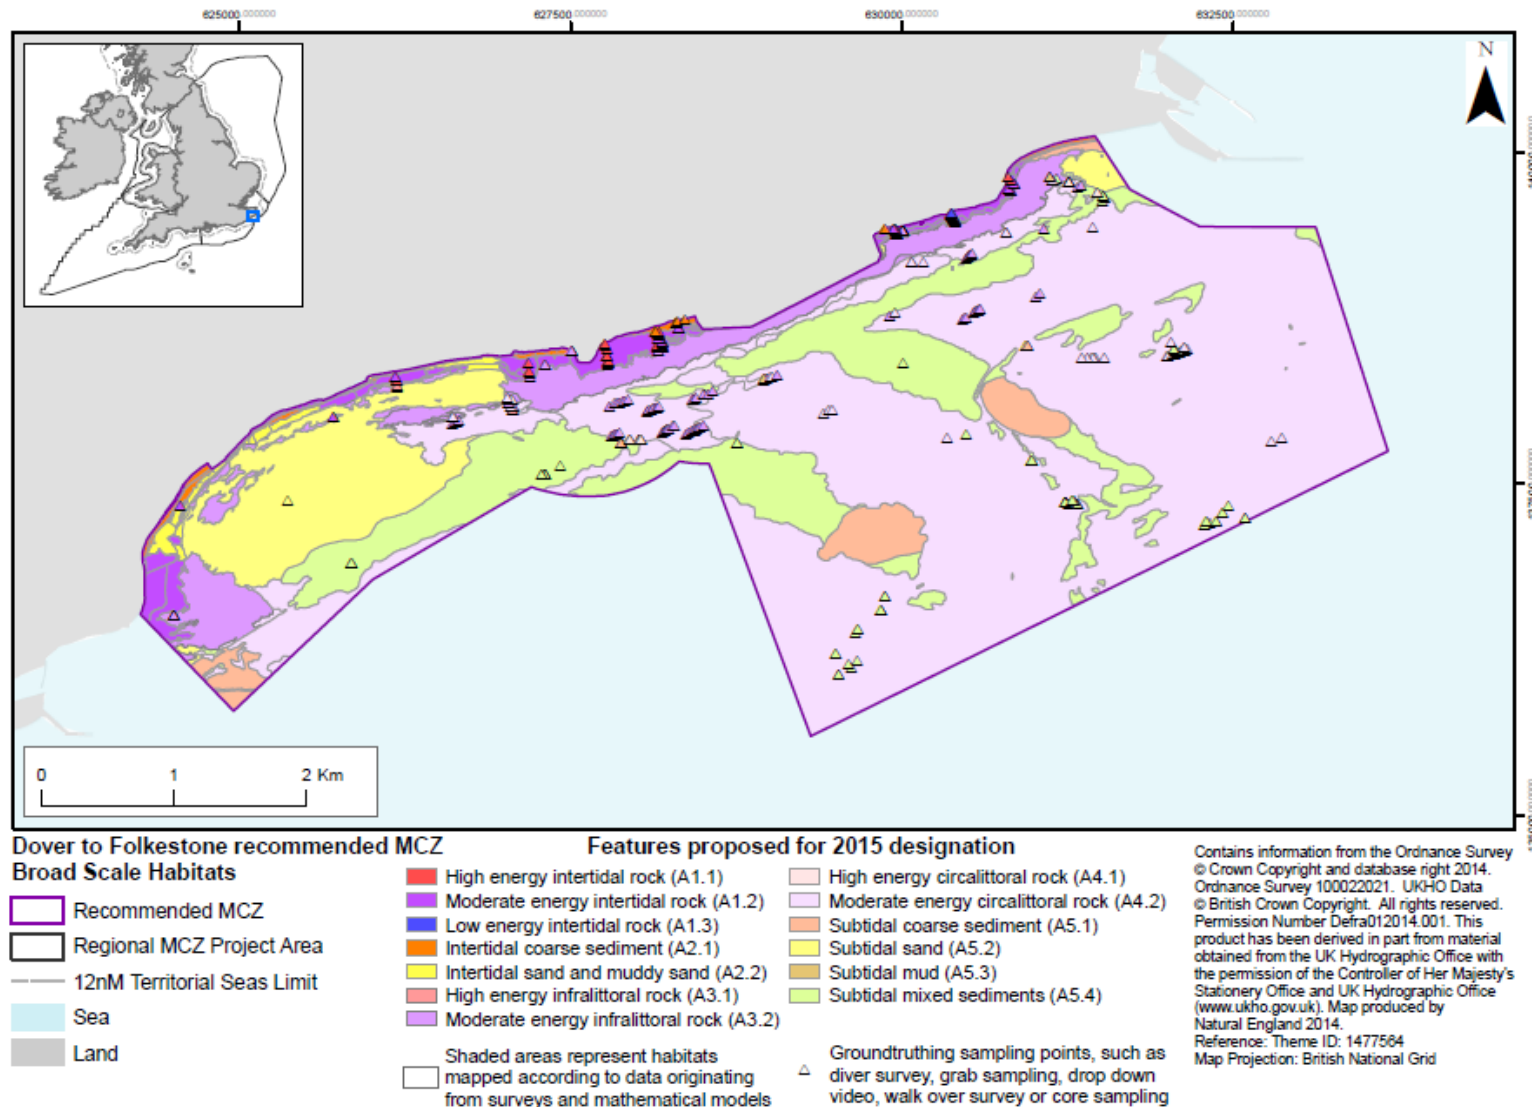 625000.000000 627500.000000 630000.000000 632500.000000
N
0 1 2 Km
Dover to Folkestone recommended MCZ
Broad Scale Habitats
Recommended MCZ
Regional MCZ Project Area
12nM Territorial Seas Limit
Sea
Land
Features proposed for 2015 designation
High energy intertidal rock (A1.1)
Moderate energy intertidal rock (A1.2)
Low energy intertidal rock (A1.3)
Intertidal coarse sediment (A2.1)
Intertidal sand and muddy sand (A2.2)
High energy infralittoral rock (A3.1)
Moderate energy infralittoral rock (A3.2)
High energy circalittoral rock (A4.1)
Moderate energy circalittoral rock (A4.2)
Subtidal coarse sediment (A5.1)
Subtidal sand (A5.2)
Subtidal mud (A5.3)
Subtidal mixed sediments (A5.4)
Shaded areas represent habitats
mapped according to data originating
from surveys and mathematical models
Groundtruthing sampling points, such as
diver survey, grab sampling, drop down
video, walk over survey or core sampling
Contains information from the Ordnance Survey
© Crown Copyright and database right 2014.
Ordnance Survey 100022021. UKHO Data
© British Crown Copyright. All rights reserved.
Permission Number Defra012014.001. This
product has been derived in part from material
obtained from the UK Hydrographic Office with
the permission of the Controller of Her Majesty's
Stationery Office and UK Hydrographic Office
(www.ukho.gov.uk). Map produced by
Natural England 2014.
Reference: Theme ID: 1477564
Map Projection: British National Grid